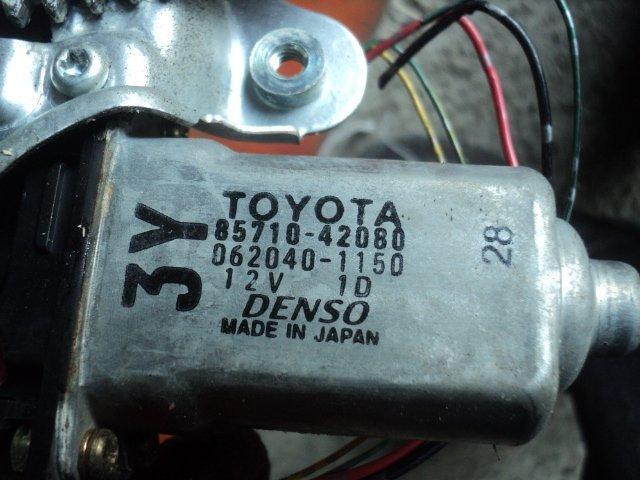 TOYOTA
85710-42080
062040-1150
12V 1D
DENSO
MADE IN JAPAN
3Y
28